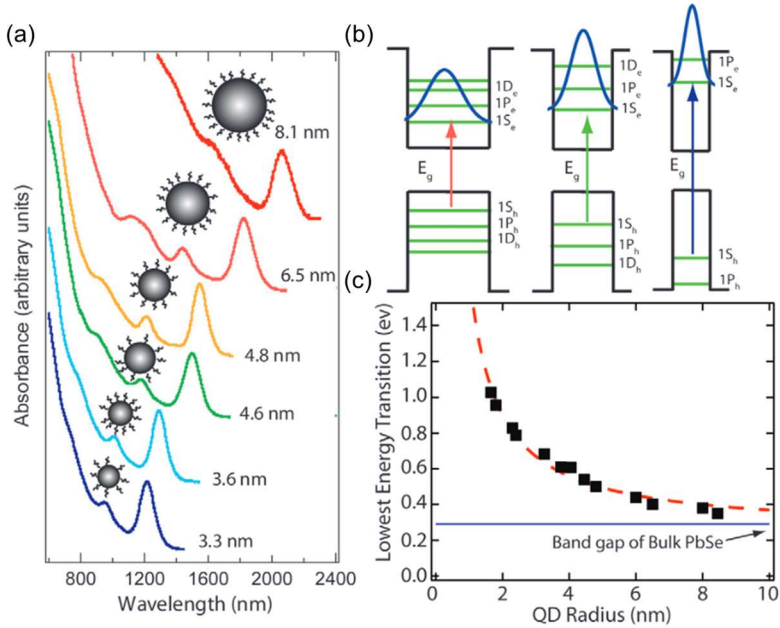 (a)
Absorbance (arbitrary units)
8.1 nm
6.5 nm
4.8 nm
4.6 nm
3.6 nm
3.3 nm
800 1200 1600 2000 2400
Wavelength (nm)
(b)
1De
1Pe
1Se
Eg
1Sh
1Ph
1Dh
1De
1Pe
1Se
Eg
1Sh
1Ph
1Dh
1Pe
1Se
Eg
1Sh
1Ph
(c)
Lowest Energy Transition (ev)
1.4
1.2
1.0
0.8
0.6
0.4
0.2
0.0
Band gap of Bulk PbSe
0 2 4 6 8 10
QD Radius (nm)